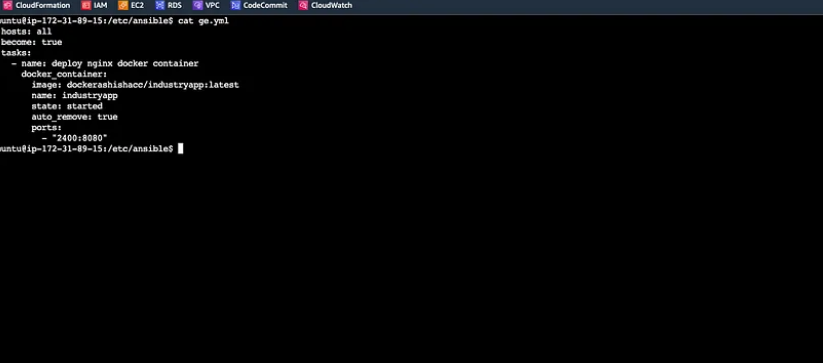 CloudFormation IAM EC2 RDS VPC CodeCommit CloudWatch
untu@ip-172-31-89-15:/etc/ansible$ cat ge.yml
hosts: all
become: true
tasks:
- name: deploy nginx docker container
docker_container:
image: dockerashishacc/industryapp:latest
name: industryapp
state: started
auto_remove: true
ports:
- "2400:8080"
untu@ip-172-31-89-15:/etc/ansible$